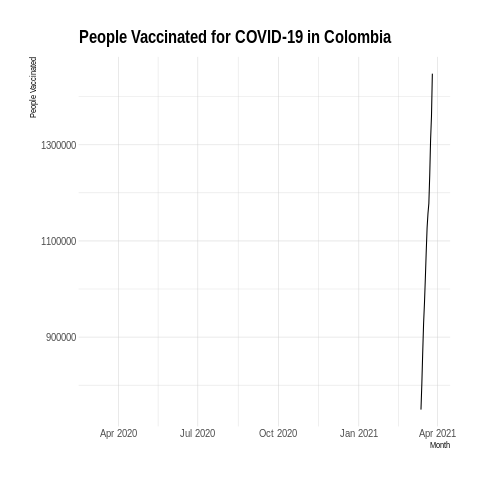 People Vaccinated for COVID-19 in Colombia
People Vaccinated
1300000
1100000
900000
Apr 2020 Jul 2020 Oct 2020 Jan 2021 Apr 2021
Month